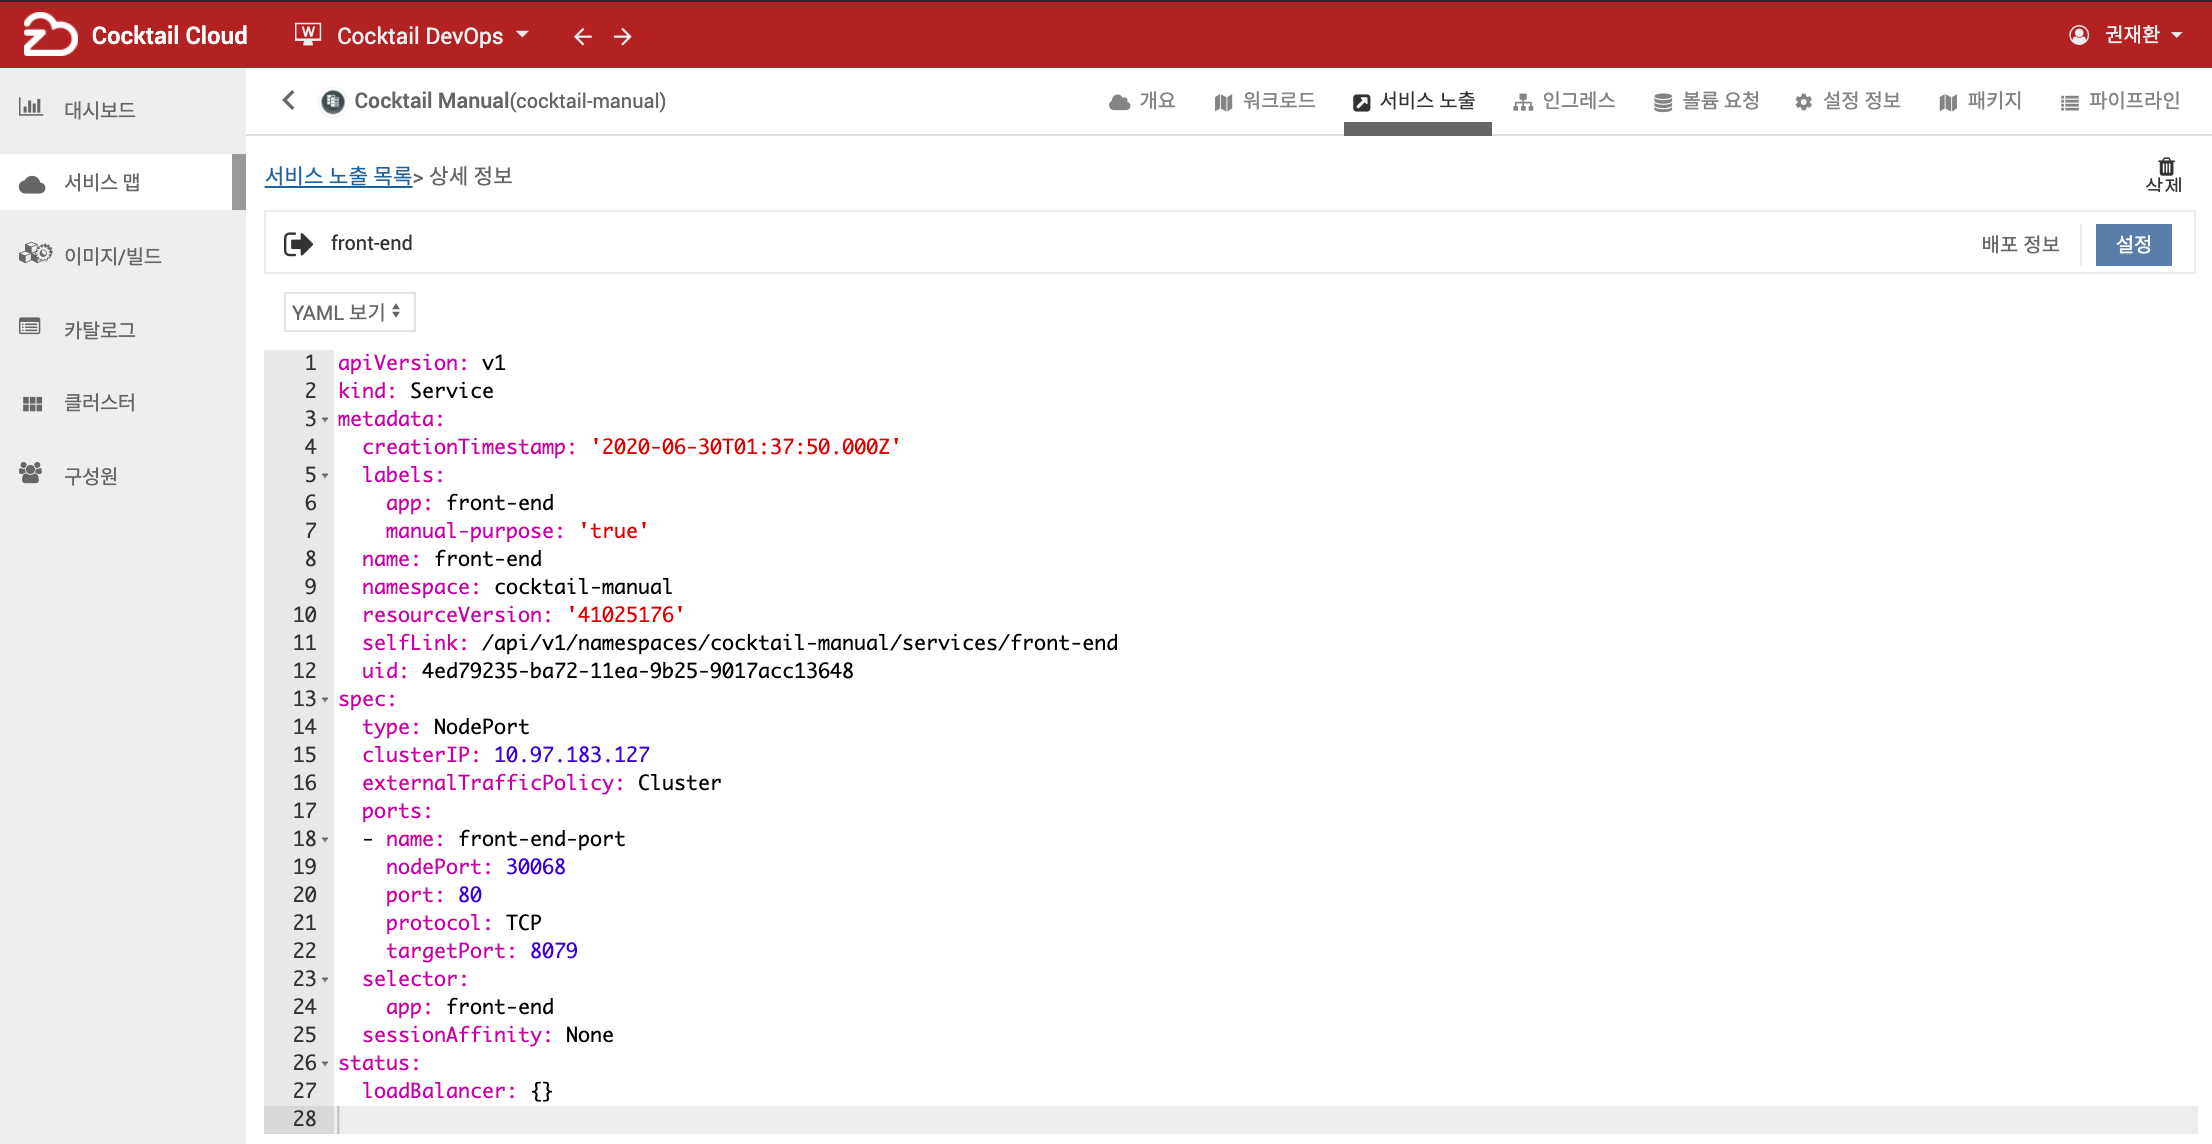 Cocktail Cloud
W Cocktail DevOps
권재환
대시보드
서비스 맵
이미지/빌드
카탈로그
클러스터
구성원
Cocktail Manual(cocktail-manual)
개요
워크로드
서비스 노출
인그레스
볼륨 요청
설정 정보
패키지
파이프라인
서비스 노출 목록> 상세 정보
삭제
front-end
배포 정보
설정
YAML 보기
1 apiVersion: v1
2 kind: Service
3 metadata:
4   creationTimestamp: '2020-06-30T01:37:50.000Z'
5   labels:
6     app: front-end
7     manual-purpose: 'true'
8   name: front-end
9   namespace: cocktail-manual
10   resourceVersion: '41025176'
11   selfLink: /api/v1/namespaces/cocktail-manual/services/front-end
12   uid: 4ed79235-ba72-11ea-9b25-9017acc13648
13 spec:
14   type: NodePort
15   clusterIP: 10.97.183.127
16   externalTrafficPolicy: Cluster
17   ports:
18   - name: front-end-port
19     nodePort: 30068
20     port: 80
21     protocol: TCP
22     targetPort: 8079
23   selector:
24     app: front-end
25   sessionAffinity: None
26 status:
27   loadBalancer: {}
28